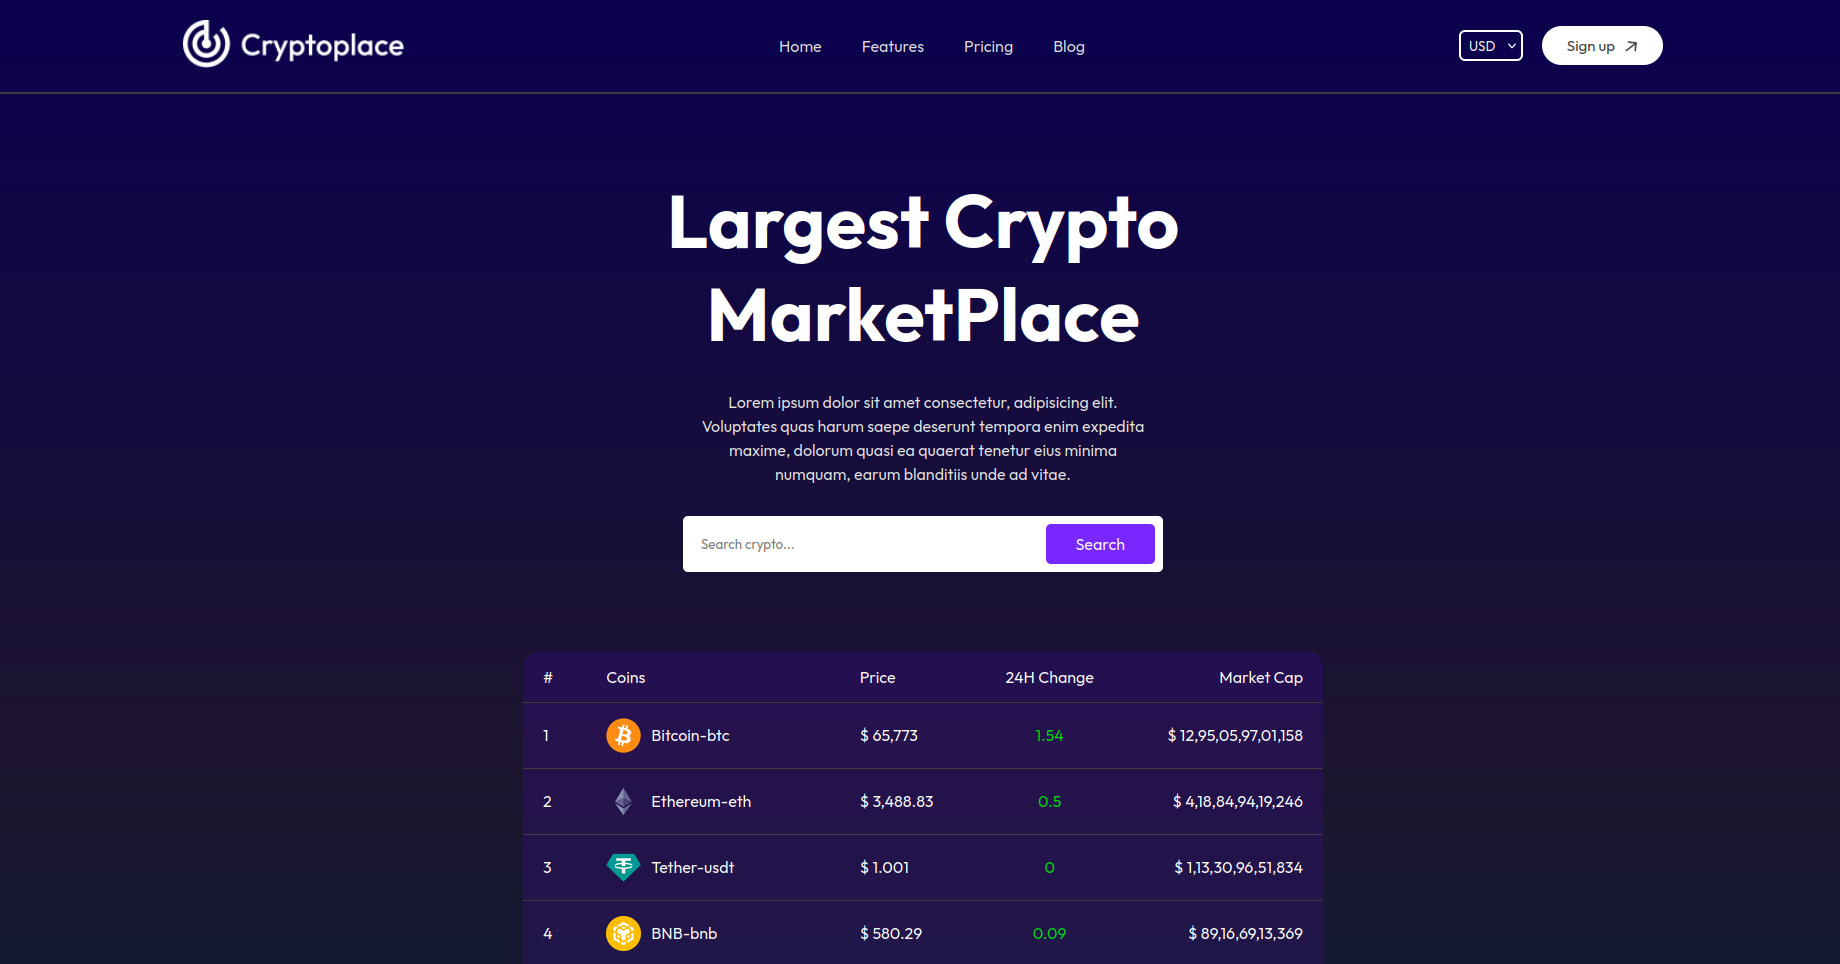 Cryptoplace
Home Features Pricing Blog
USD
Sign up
Largest Crypto
MarketPlace
Lorem ipsum dolor sit amet consectetur, adipisicing elit.
Voluptates quas harum saepe deserunt tempora enim expedita
maxime, dolorum quasi ea quaerat tenetur eius minima
numquam, earum blanditiis unde ad vitae.
Search crypto... Search
# Coins Price 24H Change Market Cap
1 Bitcoin-btc $ 65,773 1.54 $ 12,95,05,97,01,158
2 Ethereum-eth $ 3,488.83 0.5 $ 4,18,84,94,19,246
3 Tether-usdt $ 1.001 0 $ 1,13,30,96,51,834
4 BNB-bnb $ 580.29 0.09 $ 89,16,69,13,369